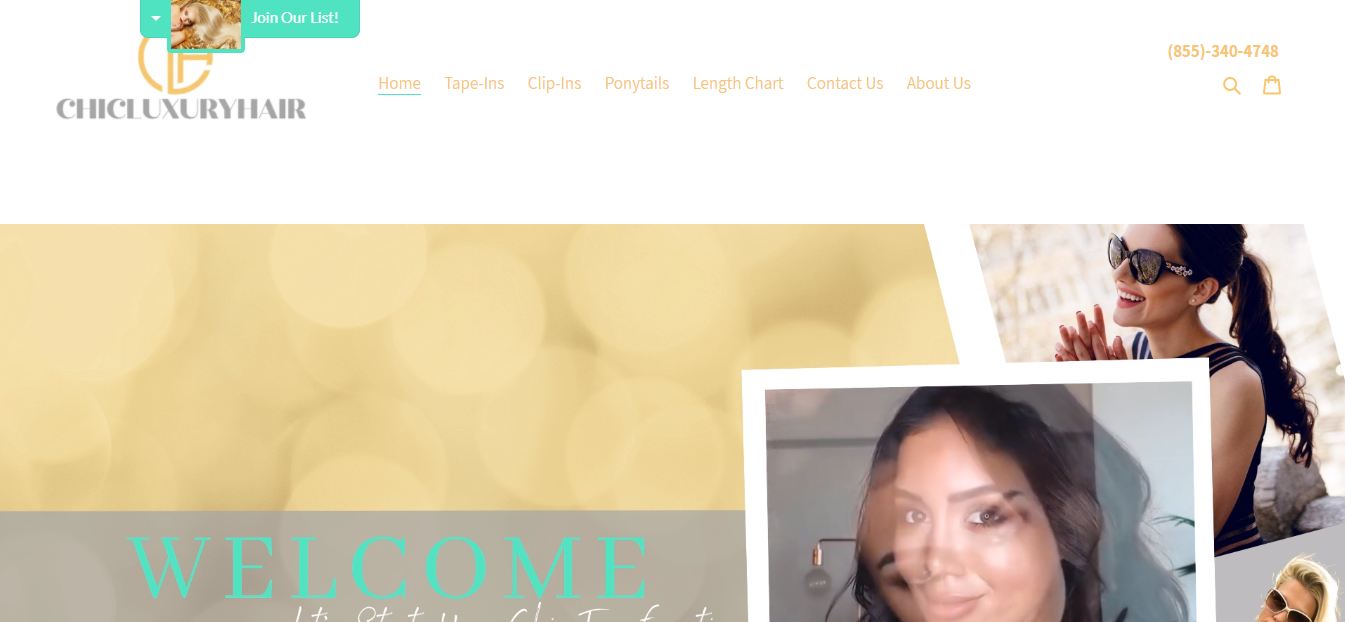 Join Our List!
(855)-340-4748
Home Tape-Ins Clip-Ins Ponytails Length Chart Contact Us About Us
CHICLUXURYHAIR
WELCOME